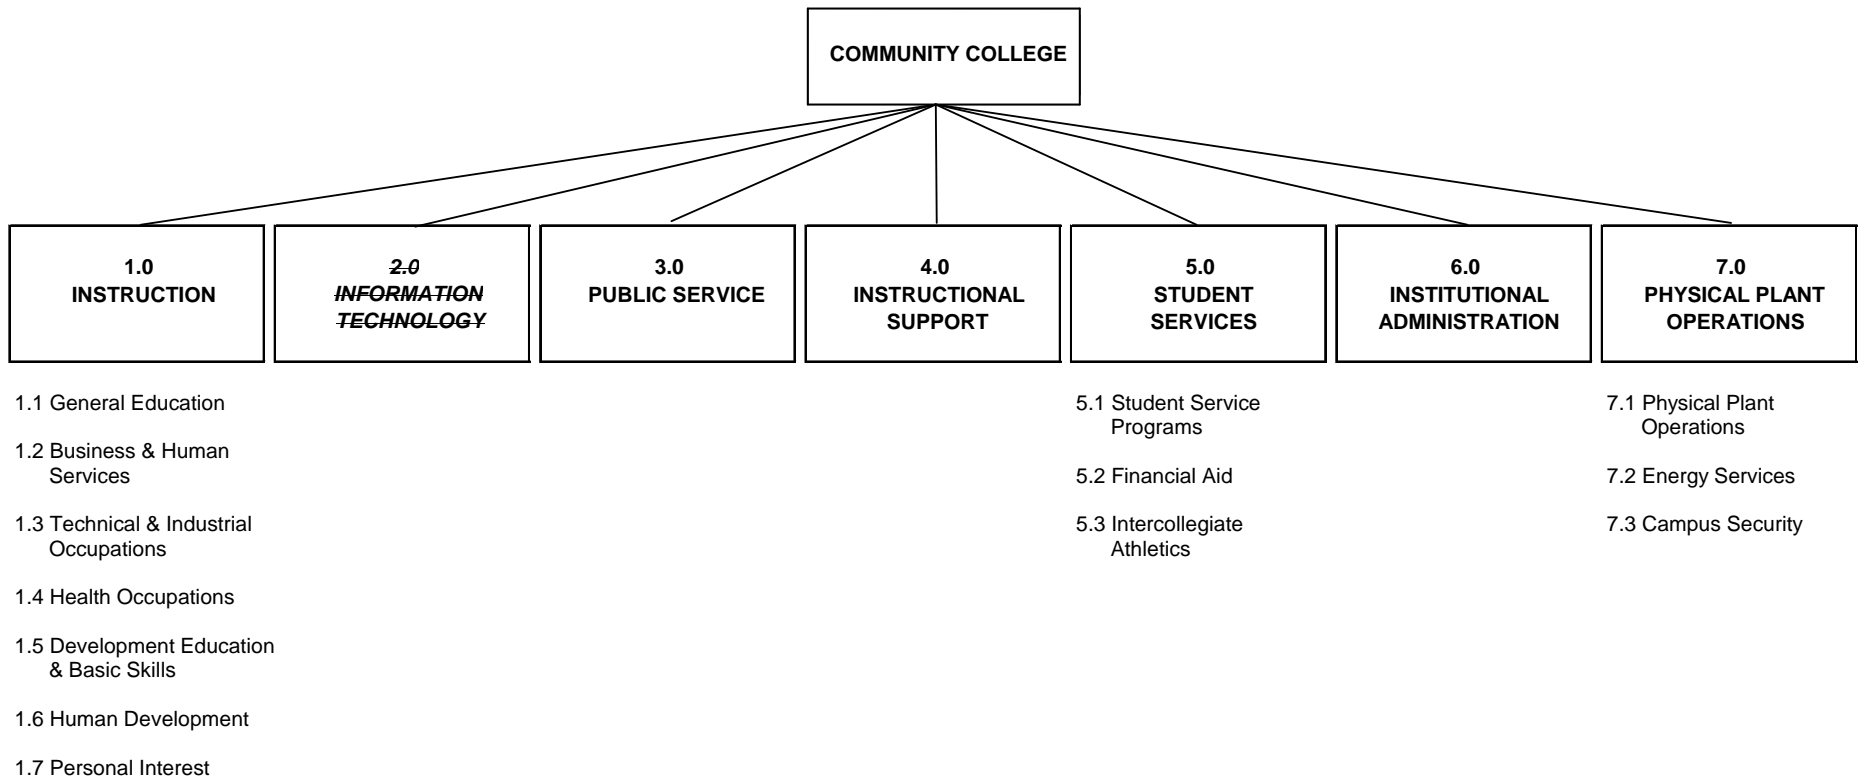 COMMUNITY COLLEGE
1.0
INSTRUCTION
2.0
INFORMATION
TECHNOLOGY
3.0
PUBLIC SERVICE
4.0
INSTRUCTIONAL
SUPPORT
5.0
STUDENT
SERVICES
6.0
INSTITUTIONAL
ADMINISTRATION
7.0
PHYSICAL PLANT
OPERATIONS
1.1 General Education
1.2 Business & Human
Services
1.3 Technical & Industrial
Occupations
1.4 Health Occupations
1.5 Development Education
& Basic Skills
1.6 Human Development
1.7 Personal Interest
5.1 Student Service
Programs
5.2 Financial Aid
5.3 Intercollegiate
Athletics
7.1 Physical Plant
Operations
7.2 Energy Services
7.3 Campus Security